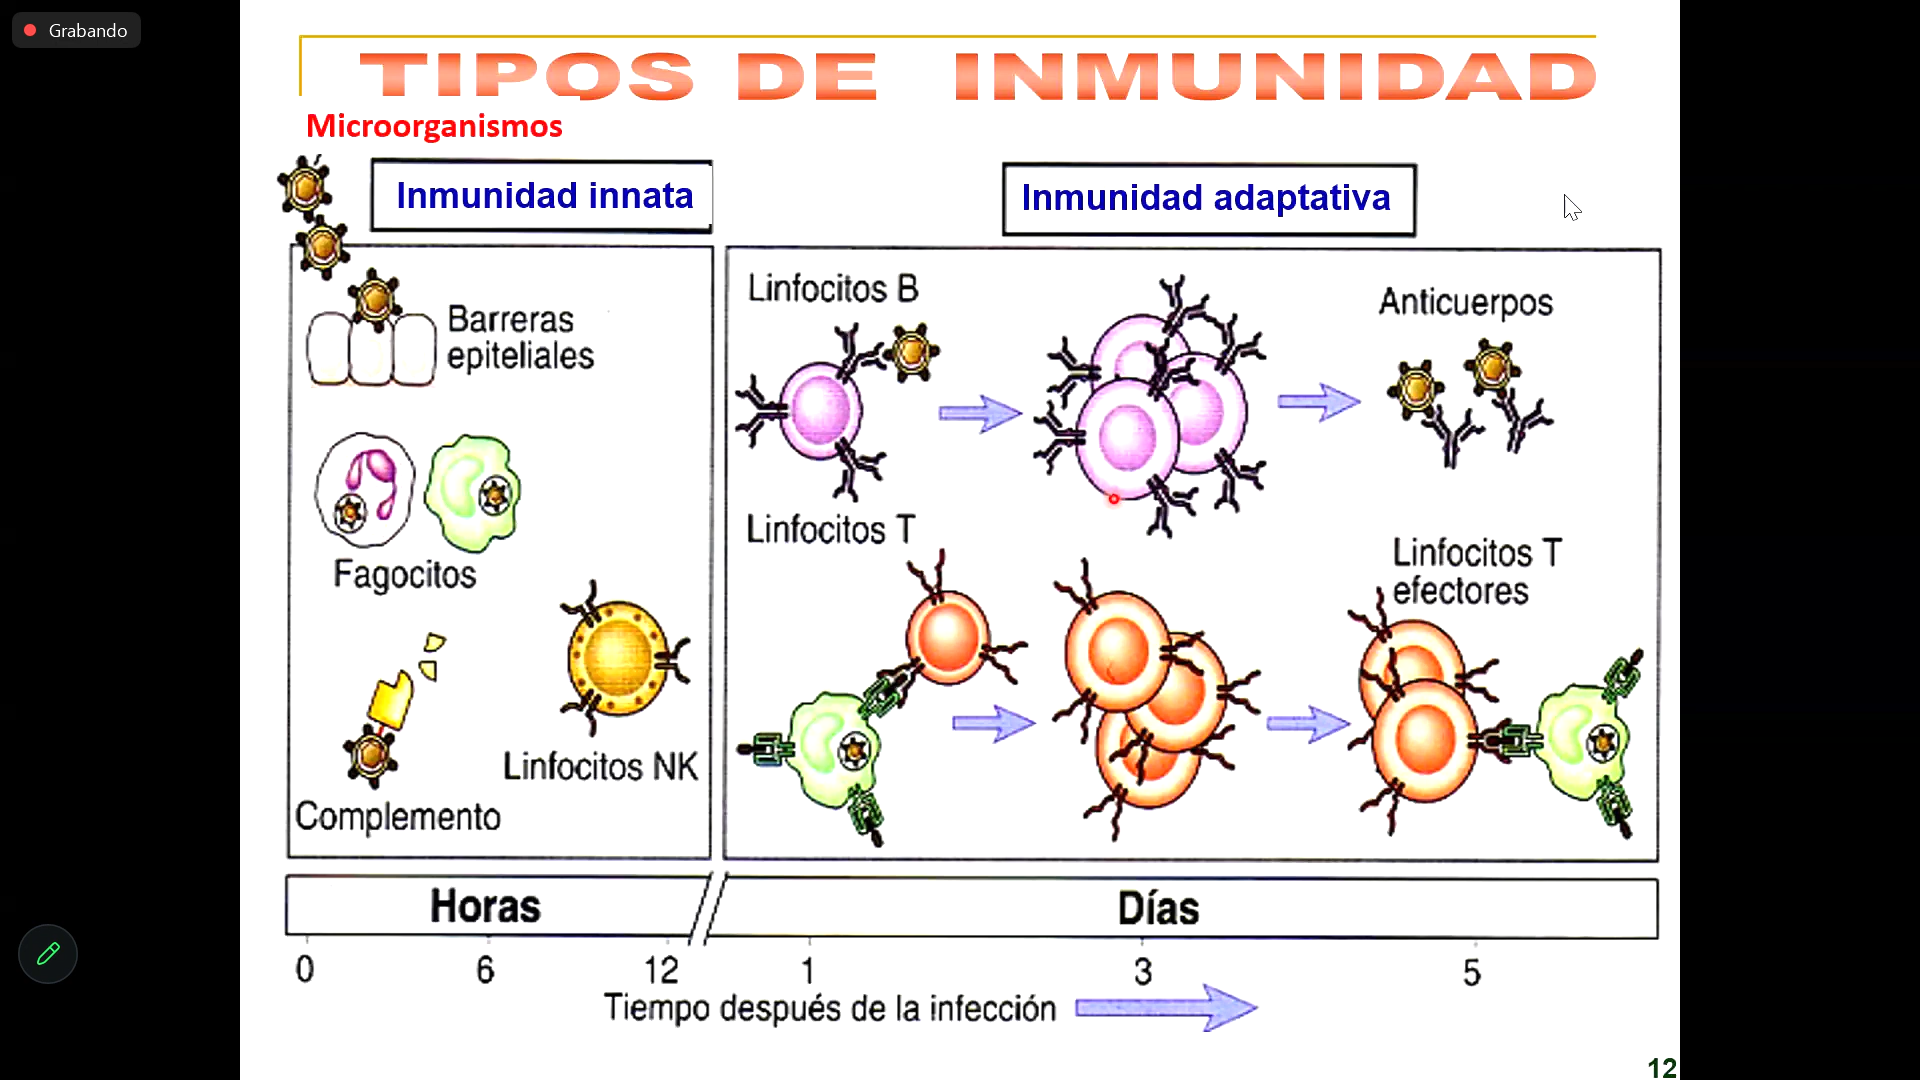 Grabando
TIPOS DE INMUNIDAD
Microorganismos
Inmunidad innata
Inmunidad adaptativa
Barreras
epiteliales
Fagocitos
Linfocitos NK
Complemento
Linfocitos B
Anticuerpos
Linfocitos T
Linfocitos T
efectores
Horas
Días
0 6 12 1 3 5
Tiempo después de la infección
12